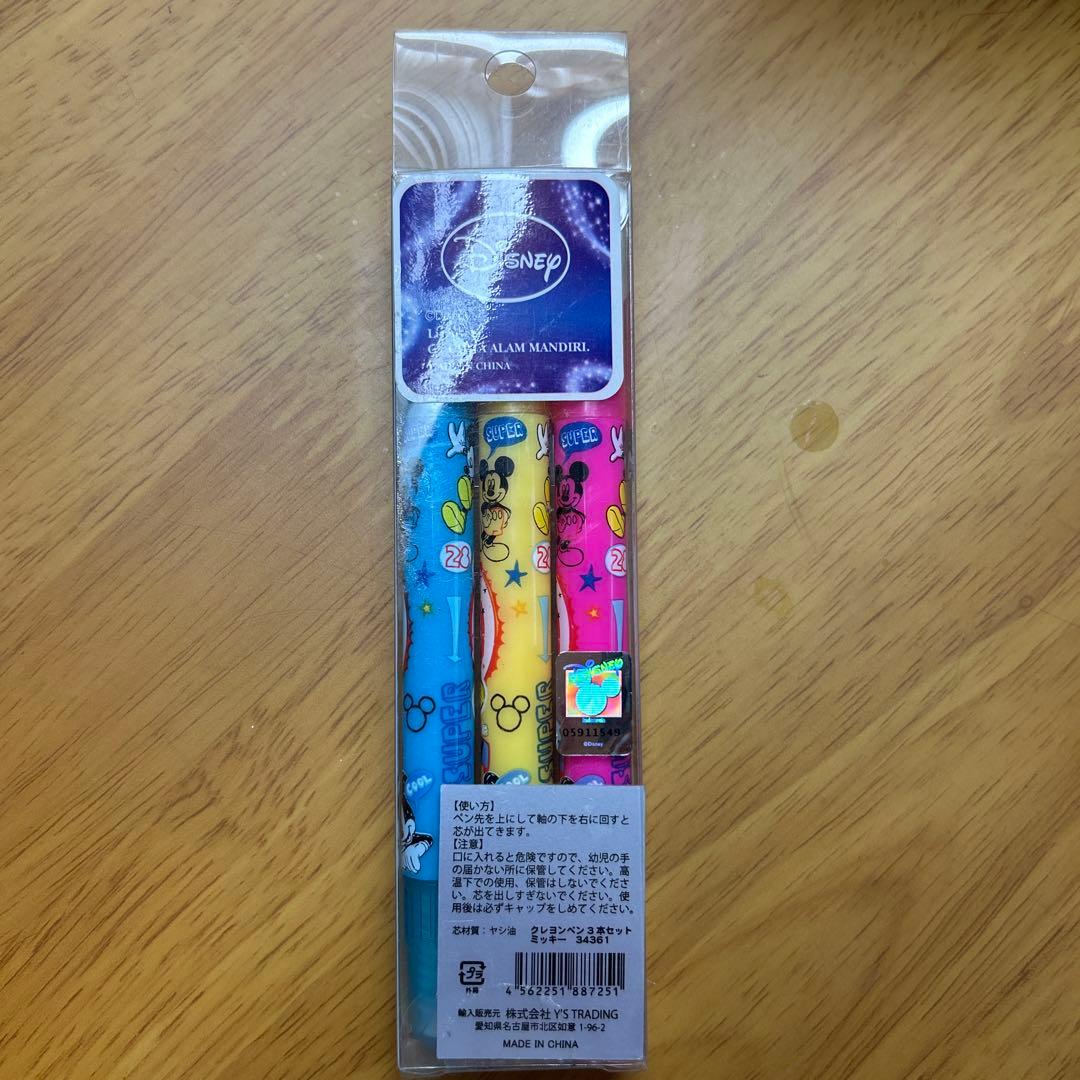 Disney
ALAM MANDIRI.
CHINA
SUPER
SUPER
28
SUPER
SUPER
COOL
COOL
DISNEY
05911549
©Disney
【使い方】
ペン先を上にして軸の下を右に回すと
芯が出てきます。
【注意】
口に入れると危険ですので、幼児の手
の届かない所に保管してください。高
温下での使用、保管はしないでくださ
い。芯を出しすぎないでください。使
用後は必ずキャップをしめてください。
芯材質：ヤシ油 クレヨンペン3本セット
ミッキー 34361
プラ
外箱
4 562251 887251
輸入販売元 株式会社 Y'S TRADING
愛知県名古屋市北区如意 1-96-2
MADE IN CHINA